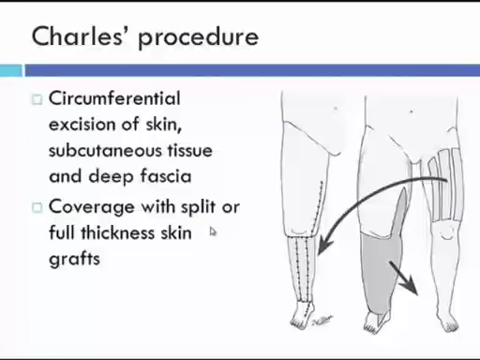 Charles' procedure
Circumferential
excision of skin,
subcutaneous tissue
and deep fascia
Coverage with split or
full thickness skin
grafts